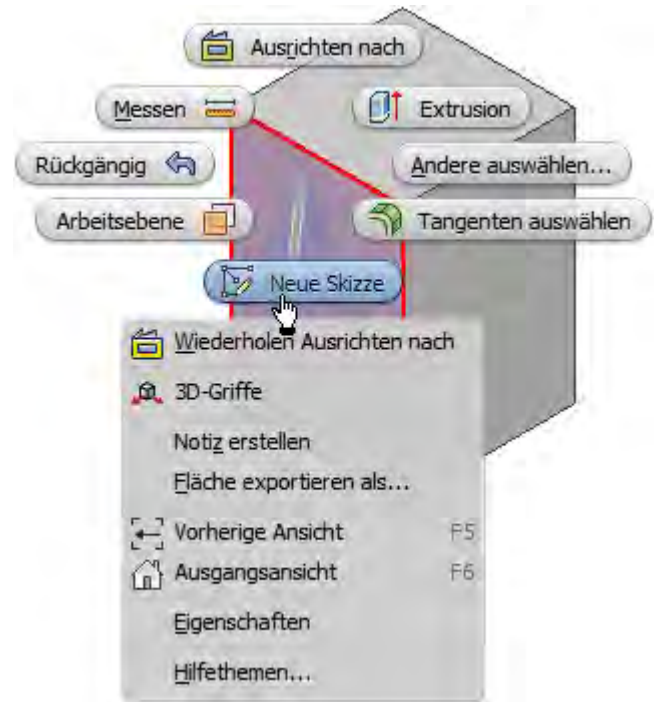 Ausrichten nach
Messen
Extrusion
Rückgängig
Andere auswählen...
Arbeitsebene
Tangenten auswählen
Neue Skizze
Wiederholen Ausrichten nach
3D-Griffe
Notiz erstellen
Fläche exportieren als...
Vorherige Ansicht F5
Ausgangsansicht F6
Eigenschaften
Hilfethemen...